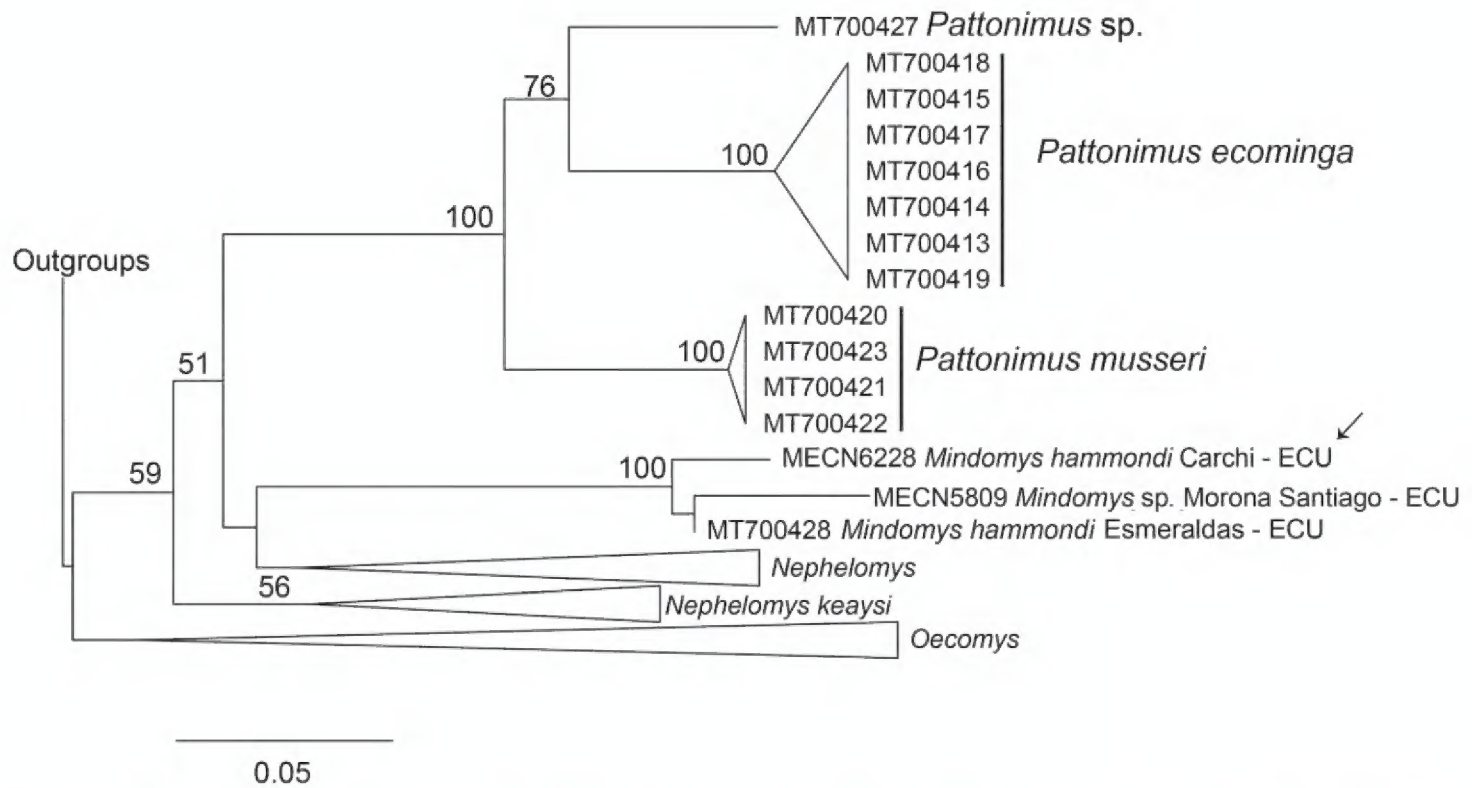 MT700427 Pattonimus sp.
MT700418
76
MT700415
MT700417
100
Pattonimus ecominga
MT700416
MT700414
100
MT700413
Outgroups
MT700419
MT700420
100
MT700423
51
Pattonimus musseri
MT700421
MT700422
MECN6228 Mindomys hammondi Carchi - ECU
59
100
MECN5809 Mindomys sp. Morona Santiago - ECU
MT700428 Mindomys hammondi Esmeraldas - ECU
Nephelomys
56
Nephelomys keaysi
Oecomys
0.05